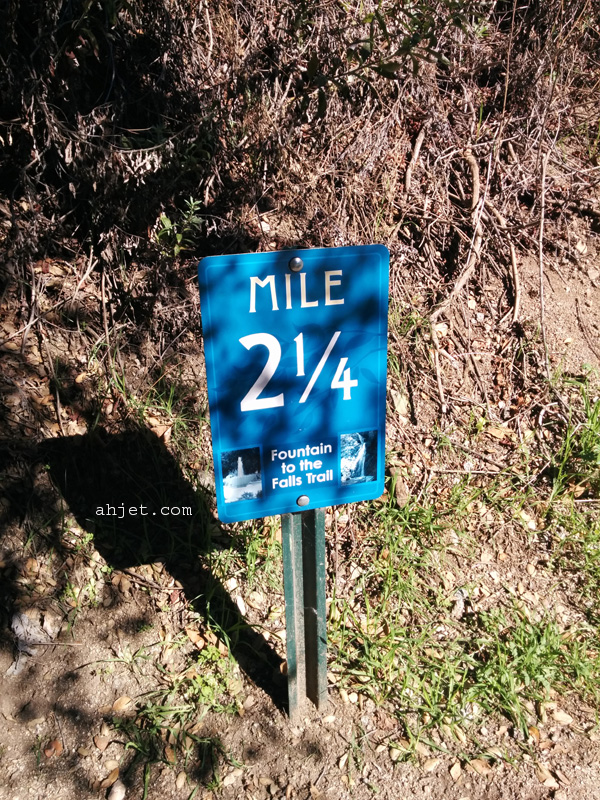 MILE
2 1/4
Fountain
to the
Falls Trail
ahjet.com